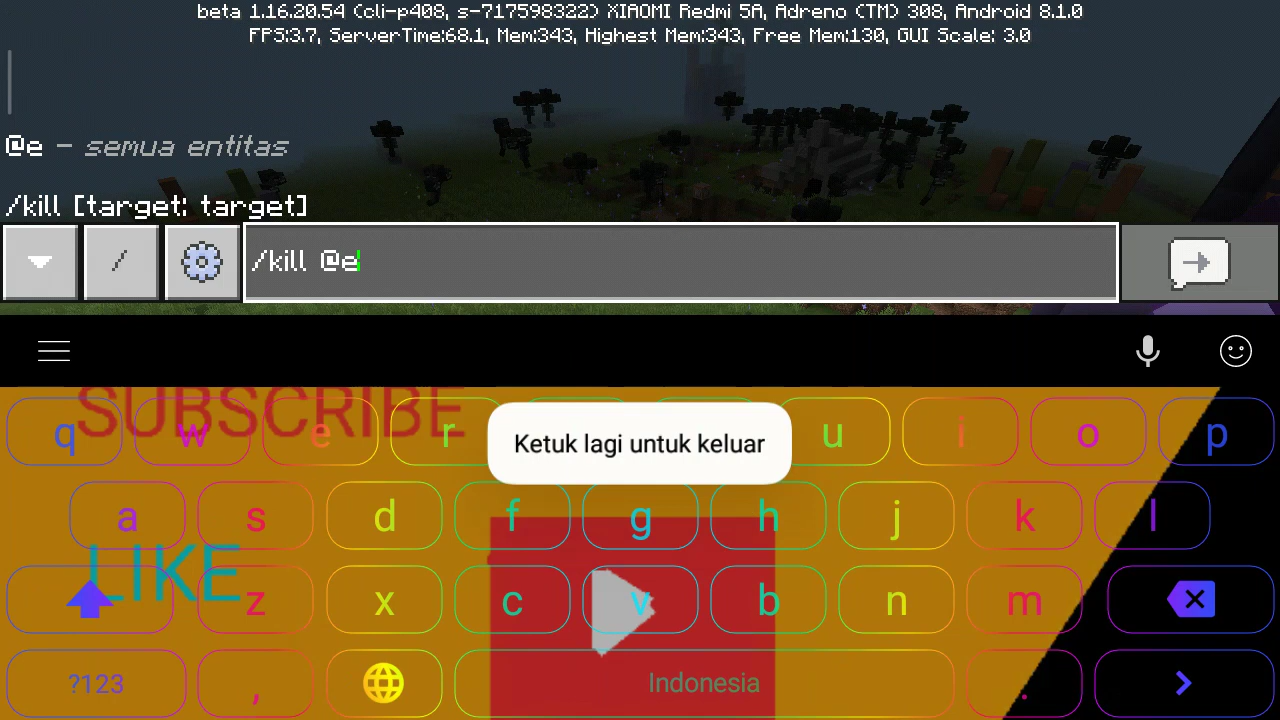 beta 1.16.20.54 (cli-p408, s-717598322) XIAOMI Redmi 5A, Adreno (TM) 308, Android 8.1.0
FPS:3.7, ServerTime:68.1, Mem:343, Highest Mem:343, Free Mem:130, GUI Scale: 3.0
@e - semua entitas
/kill [target: target]
/
/kill @e
SUBSCRIBE
q w e r u i o p
Ketuk lagi untuk keluar
a s d f g h j k l
LIKE
z x c v b n m
?123 , Indonesia .